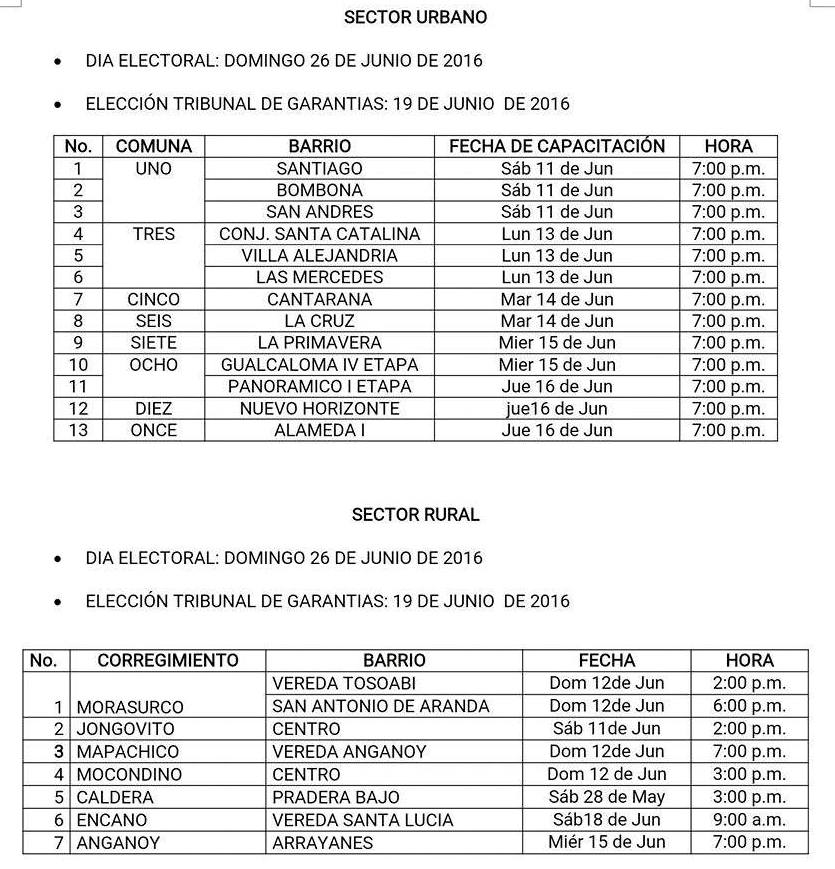 SECTOR URBANO
• DIA ELECTORAL: DOMINGO 26 DE JUNIO DE 2016
• ELECCIÓN TRIBUNAL DE GARANTIAS: 19 DE JUNIO DE 2016
No. COMUNA BARRIO FECHA DE CAPACITACIÓN HORA
1 UNO SANTIAGO Sáb 11 de Jun 7:00 p.m.
2 BOMBONA Sáb 11 de Jun 7:00 p.m.
3 SAN ANDRES Sáb 11 de Jun 7:00 p.m.
4 TRES CONJ. SANTA CATALINA Lun 13 de Jun 7:00 p.m.
5 VILLA ALEJANDRIA Lun 13 de Jun 7:00 p.m.
6 LAS MERCEDES Lun 13 de Jun 7:00 p.m.
7 CINCO CANTARANA Mar 14 de Jun 7:00 p.m.
8 SEIS LA CRUZ Mar 14 de Jun 7:00 p.m.
9 SIETE LA PRIMAVERA Mier 15 de Jun 7:00 p.m.
10 OCHO GUALCALOMA IV ETAPA Mier 15 de Jun 7:00 p.m.
11 PANORAMICO I ETAPA Jue 16 de Jun 7:00 p.m.
12 DIEZ NUEVO HORIZONTE jue16 de Jun 7:00 p.m.
13 ONCE ALAMEDA I Jue 16 de Jun 7:00 p.m.
SECTOR RURAL
• DIA ELECTORAL: DOMINGO 26 DE JUNIO DE 2016
• ELECCIÓN TRIBUNAL DE GARANTIAS: 19 DE JUNIO DE 2016
No. CORREGIMIENTO BARRIO FECHA HORA
VEREDA TOSOABI Dom 12de Jun 2:00 p.m.
1 MORASURCO SAN ANTONIO DE ARANDA Dom 12de Jun 6:00 p.m.
2 JONGOVITO CENTRO Sáb 11de Jun 2:00 p.m.
3 MAPACHICO VEREDA ANGANOY Dom 12de Jun 7:00 p.m.
4 MOCONDINO CENTRO Dom 12 de Jun 3:00 p.m.
5 CALDERA PRADERA BAJO Sáb 28 de May 3:00 p.m.
6 ENCANO VEREDA SANTA LUCIA Sáb18 de Jun 9:00 a.m.
7 ANGANOY ARRAYANES Miér 15 de Jun 7:00 p.m.